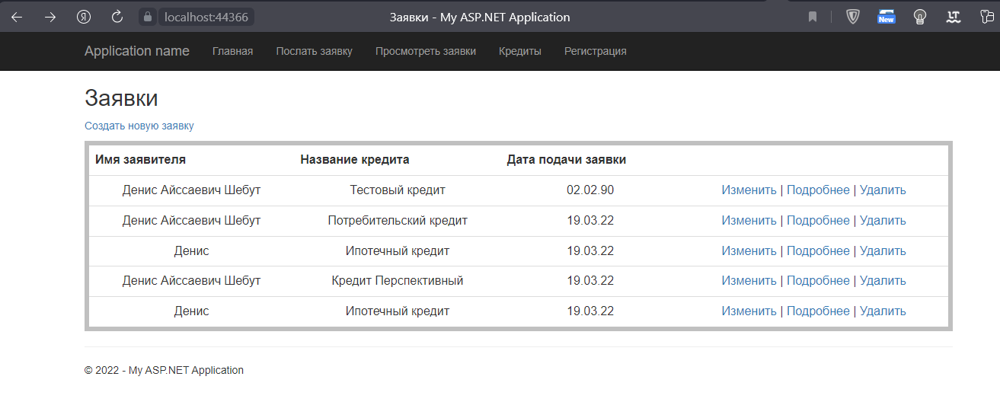 localhost:44366 Заявки - My ASP.NET Application
New
Application name Главная Послать заявку Просмотреть заявки Кредиты Регистрация
Заявки
Создать новую заявку
Имя заявителя Название кредита Дата подачи заявки
Денис Айссаевич Шебут Тестовый кредит 02.02.90 Изменить | Подробнее | Удалить
Денис Айссаевич Шебут Потребительский кредит 19.03.22 Изменить | Подробнее | Удалить
Денис Ипотечный кредит 19.03.22 Изменить | Подробнее | Удалить
Денис Айссаевич Шебут Кредит Перспективный 19.03.22 Изменить | Подробнее | Удалить
Денис Ипотечный кредит 19.03.22 Изменить | Подробнее | Удалить
© 2022 - My ASP.NET Application